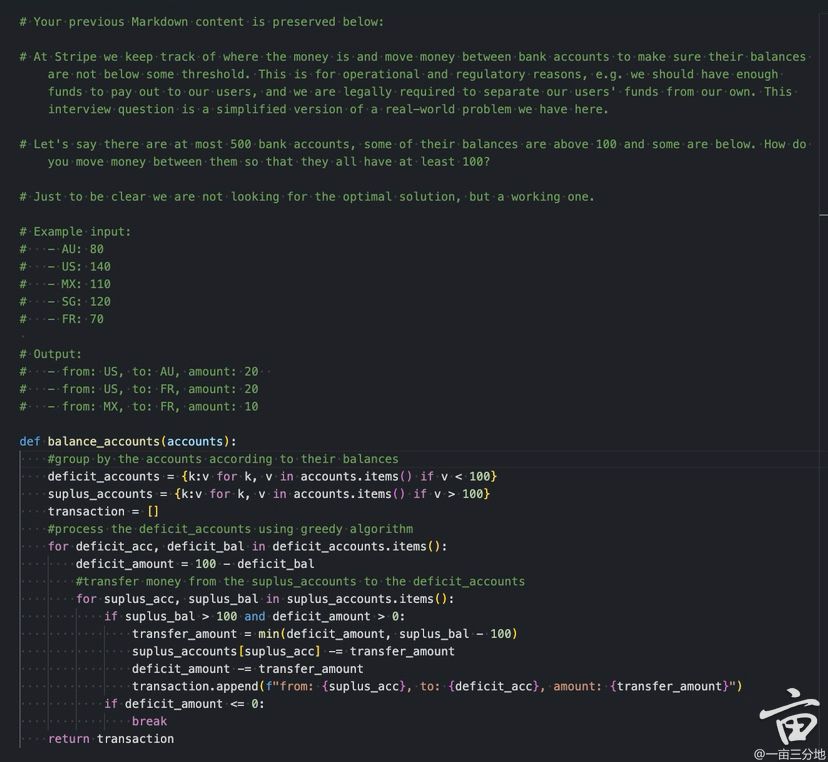 # Your previous Markdown content is preserved below:
# At Stripe we keep track of where the money is and move money between bank accounts to make sure their balances
are not below some threshold. This is for operational and regulatory reasons, e.g. we should have enough
funds to pay out to our users, and we are legally required to separate our users' funds from our own. This
interview question is a simplified version of a real-world problem we have here.
# Let's say there are at most 500 bank accounts, some of their balances are above 100 and some are below. How do
you move money between them so that they all have at least 100?
# Just to be clear we are not looking for the optimal solution, but a working one.
# Example input:
#   - AU: 80
#   - US: 140
#   - MX: 110
#   - SG: 120
#   - FR: 70
# Output:
#   - from: US, to: AU, amount: 20
#   - from: US, to: FR, amount: 20
#   - from: MX, to: FR, amount: 10
def balance_accounts(accounts):
    #group by the accounts according to their balances
    deficit_accounts = {k:v for k, v in accounts.items() if v < 100}
    suplus_accounts = {k:v for k, v in accounts.items() if v > 100}
    transaction = []
    #process the deficit_accounts using greedy algorithm
    for deficit_acc, deficit_bal in deficit_accounts.items():
        deficit_amount = 100 - deficit_bal
        #transfer money from the suplus_accounts to the deficit_accounts
        for suplus_acc, suplus_bal in suplus_accounts.items():
            if suplus_bal > 100 and deficit_amount > 0:
                transfer_amount = min(deficit_amount, suplus_bal - 100)
                suplus_accounts[suplus_acc] -= transfer_amount
                deficit_amount -= transfer_amount
                transaction.append(f"from: {suplus_acc}, to: {deficit_acc}, amount: {transfer_amount}")
            if deficit_amount <= 0:
                break
    return transaction
亩
@一亩三分地